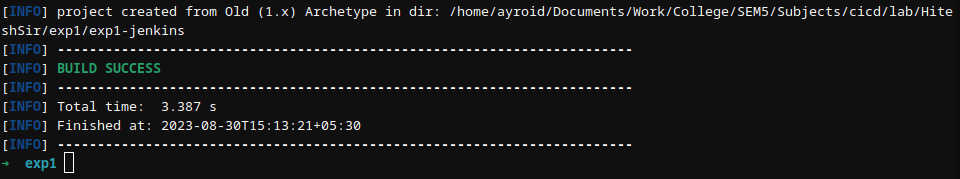 [INFO] project created from Old (1.x) Archetype in dir: /home/ayroid/Documents/Work/College/SEM5/Subjects/cicd/lab/Hite
shSir/exp1/exp1-jenkins
[INFO] ------------------------------------------------------------------------
[INFO] BUILD SUCCESS
[INFO] ------------------------------------------------------------------------
[INFO] Total time:  3.387 s
[INFO] Finished at: 2023-08-30T15:13:21+05:30
[INFO] ------------------------------------------------------------------------
→  exp1